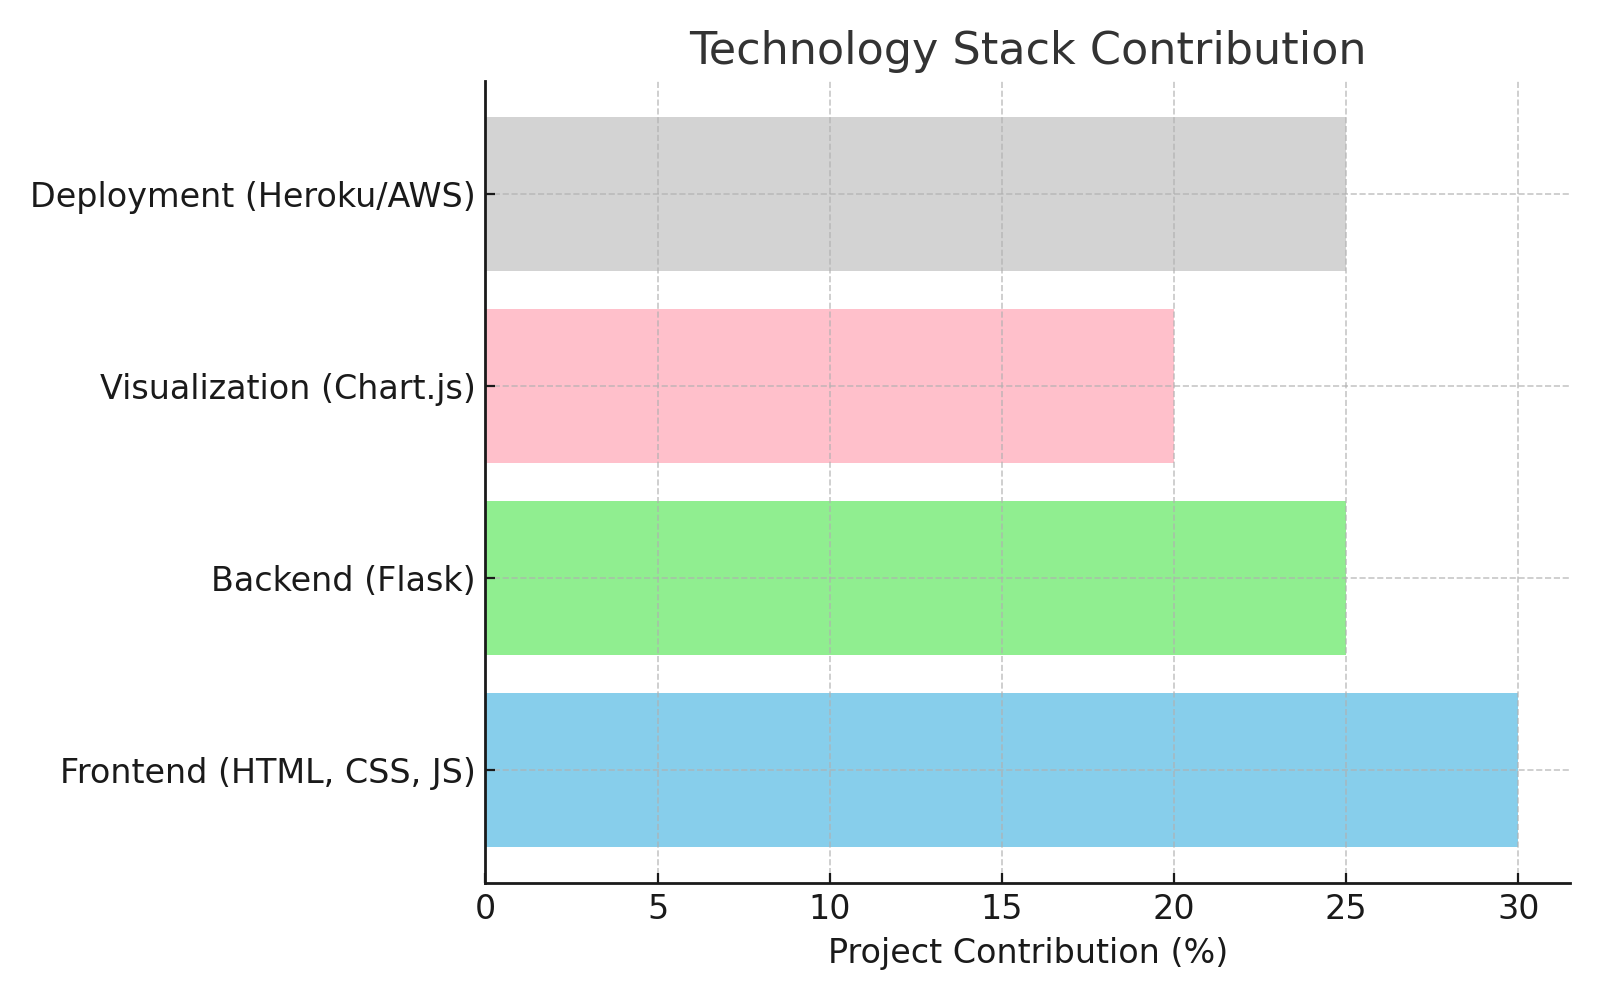 Technology Stack Contribution
Deployment (Heroku/AWS)
Visualization (Chart.js)
Backend (Flask)
Frontend (HTML, CSS, JS)
0 5 10 15 20 25 30
Project Contribution (%)